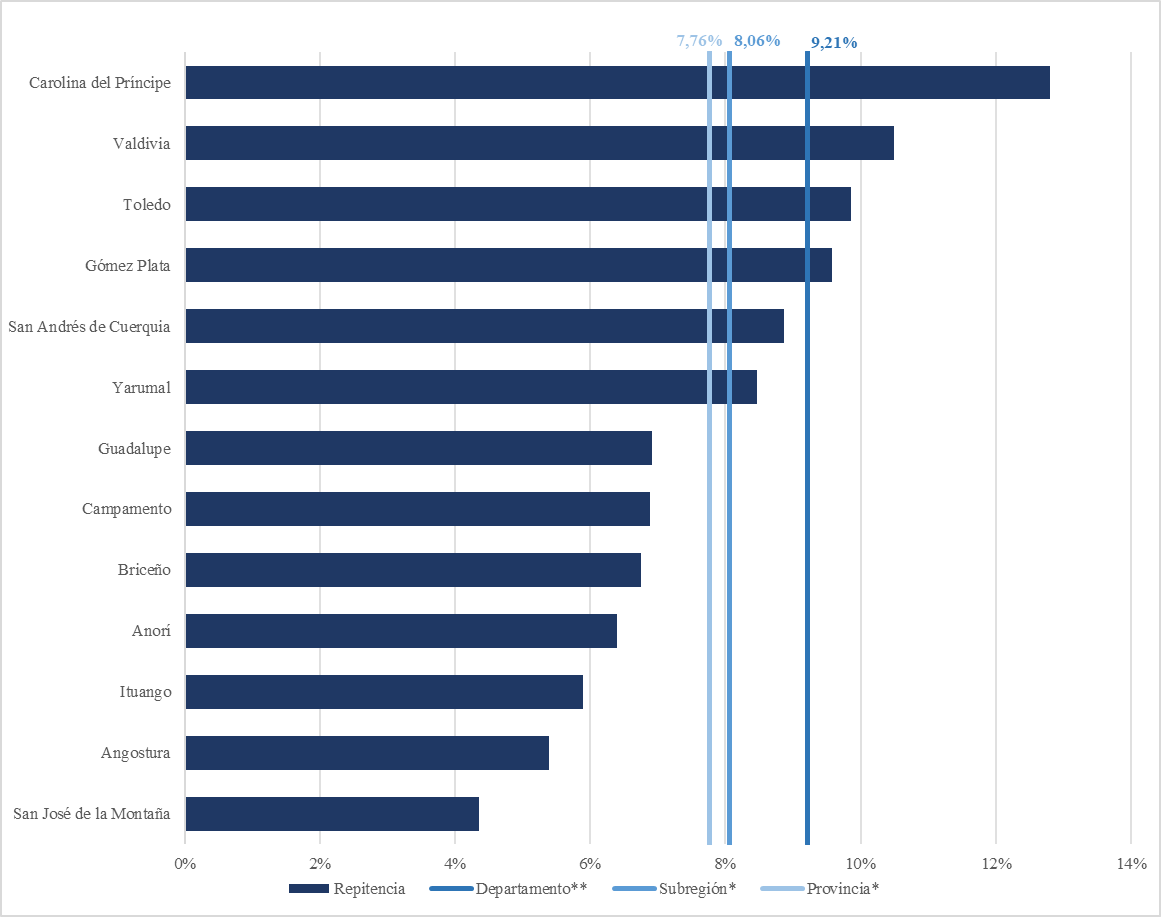 7,76% 8,06% 9,21%
Carolina del Príncipe
Valdivia
Toledo
Gómez Plata
San Andrés de Cuerquia
Yarumal
Guadalupe
Campamento
Briceño
Anorí
Ituango
Angostura
San José de la Montaña
0% 2% 4% 6% 8% 10% 12% 14%
Repitencia Departamento** Subregión* Provincia*